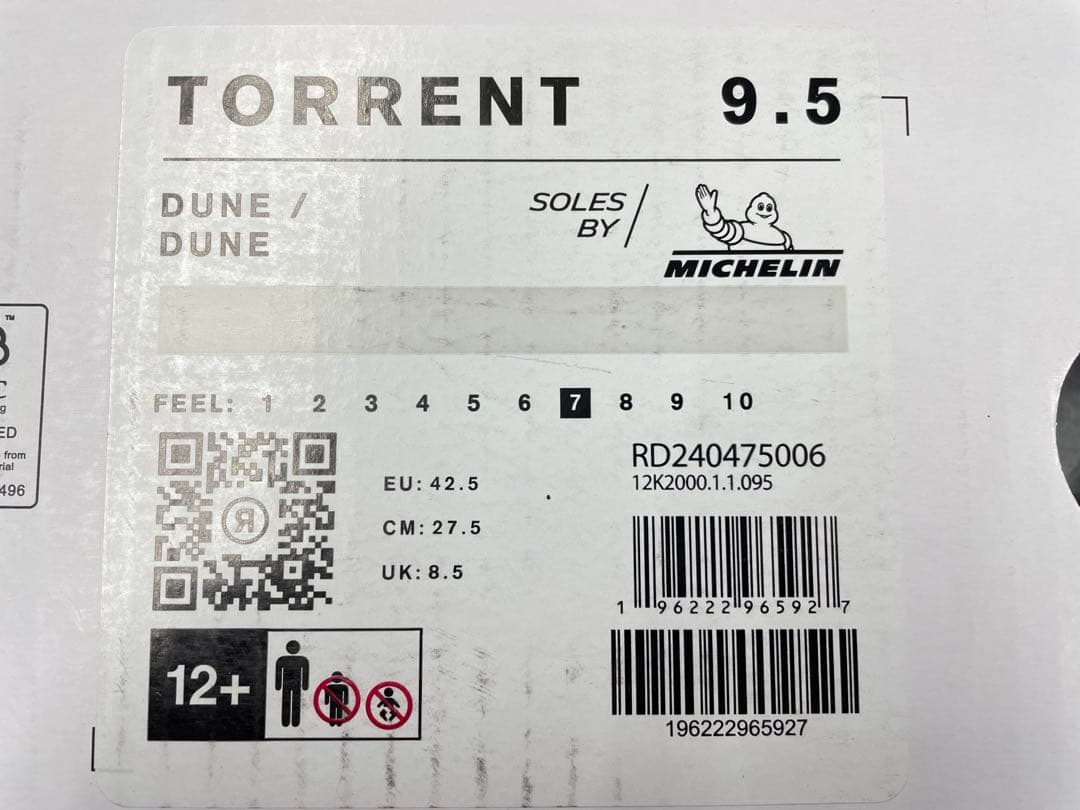 TORRENT 9.5
DUNE /
DUNE
SOLES
BY
MICHELIN
FEEL: 1 2 3 4 5 6 7 8 9 10
EU: 42.5
CM: 27.5
UK: 8.5
RD240475006
12K2000.1.1.095
1 96222 96592 7
196222965927
12+
TM
ED
from
rial
496